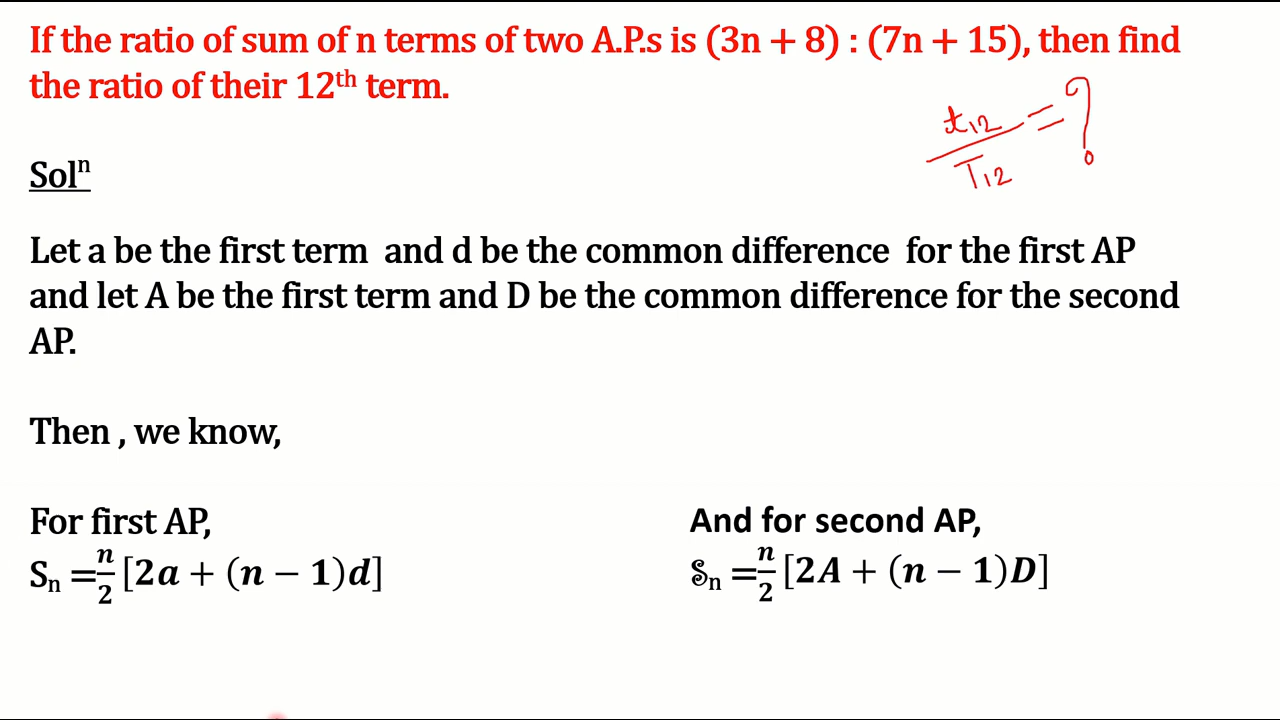 If the ratio of sum of n terms of two A.P.s is (3n + 8) : (7n + 15), then find
the ratio of their 12th term.
t12/T12 = ?
Solⁿ
Let a be the first term and d be the common difference for the first AP
and let A be the first term and D be the common difference for the second
AP.
Then , we know,
For first AP,
Sn =n/2 [2a + (n − 1)d]
And for second AP,
𝕊n =n/2 [2A + (n − 1)D]